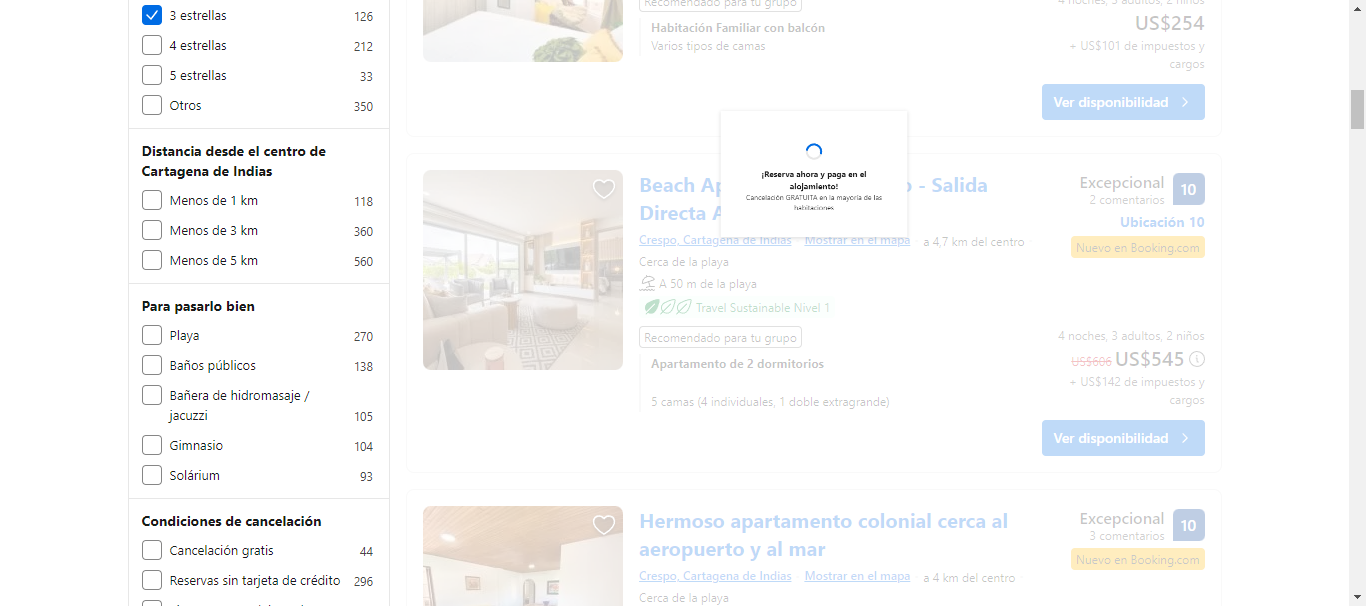 3 estrellas 126
4 estrellas 212
5 estrellas 33
Otros 350
Distancia desde el centro de
Cartagena de Indias
Menos de 1 km 118
Menos de 3 km 360
Menos de 5 km 560
Para pasarlo bien
Playa 270
Baños públicos 138
Bañera de hidromasaje /
jacuzzi 105
Gimnasio 104
Solárium 93
Condiciones de cancelación
Cancelación gratis 44
Reservas sin tarjeta de crédito 296
Recomendado para tu grupo
Habitación Familiar con balcón
Varios tipos de camas
4 noches, 3 adultos, 2 niños
US$254
+ US$101 de impuestos y
cargos
Ver disponibilidad
¡Reserva ahora y paga en el
alojamiento!
Cancelación GRATUITA en la mayoría de las
habitaciones
Beach - Salida
Directa
Crespo, Cartagena de Indias Mostrar en el mapa a 4,7 km del centro
Cerca de la playa
A 50 m de la playa
Travel Sustainable Nivel 1
Recomendado para tu grupo
Apartamento de 2 dormitorios
5 camas (4 individuales, 1 doble extragrande)
Excepcional 10
2 comentarios
Ubicación 10
Nuevo en Booking.com
4 noches, 3 adultos, 2 niños
US$606 US$545
+ US$142 de impuestos y
cargos
Ver disponibilidad
Hermoso apartamento colonial cerca al
aeropuerto y al mar
Crespo, Cartagena de Indias Mostrar en el mapa a 4 km del centro
Cerca de la playa
Excepcional 10
3 comentarios
Nuevo en Booking.com